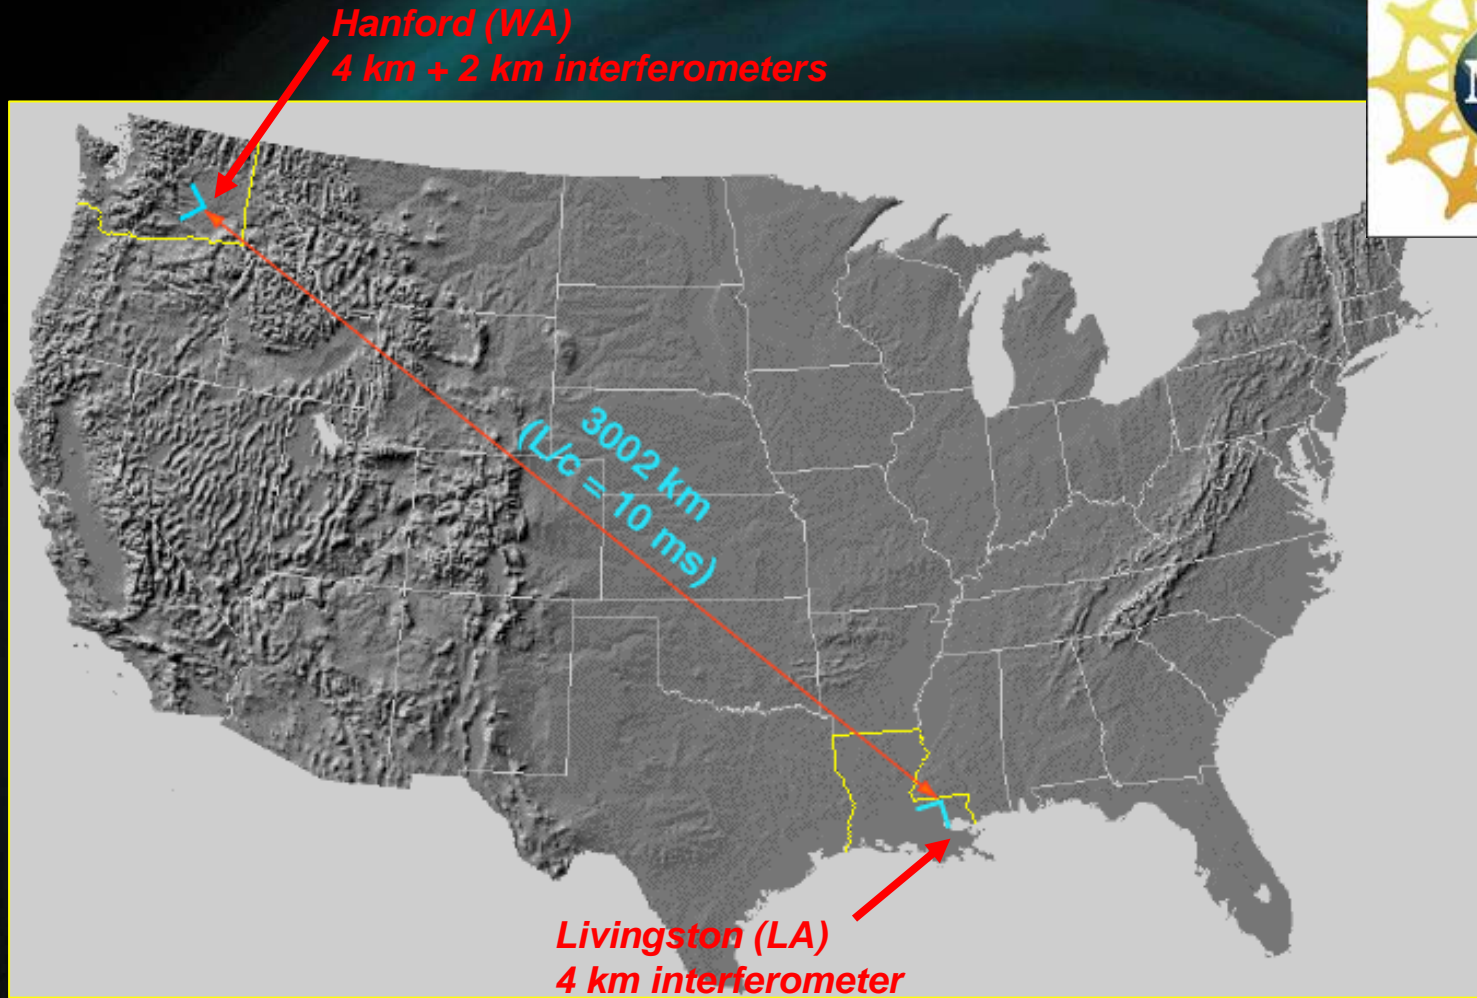 Hanford (WA)
4 km + 2 km interferometers
3002 km
(L/c = 10 ms)
Livingston (LA)
4 km interferometer